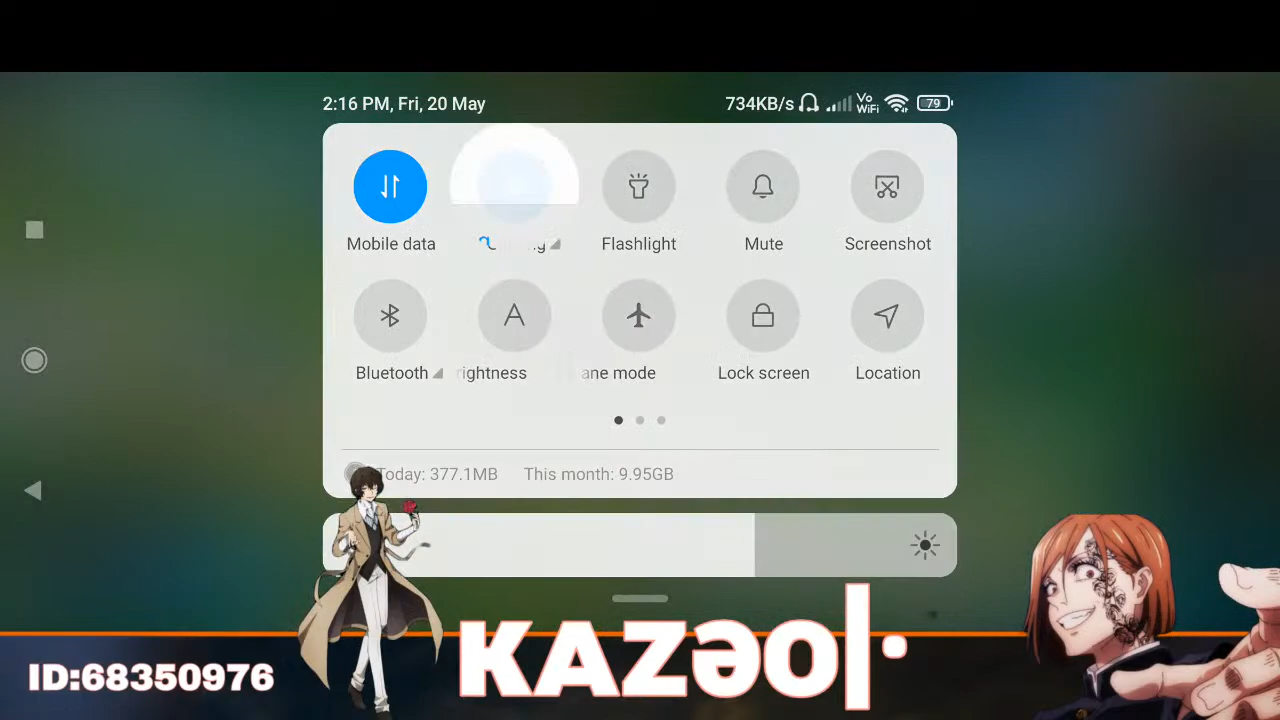 2:16 PM, Fri, 20 May
734KB/s Vo WiFi 79
Mobile data
Flashlight
Mute
Screenshot
Bluetooth
rightness
ane mode
Lock screen
Location
Today: 377.1MB This month: 9.95GB
ID:68350976
KAZƏO|·